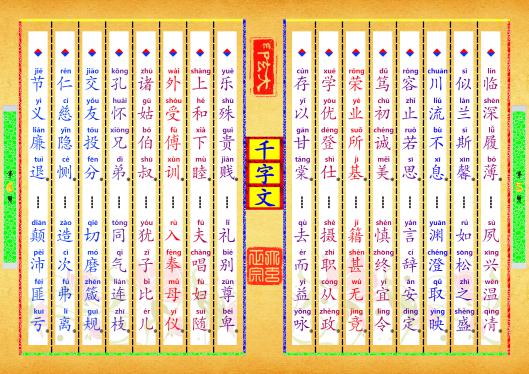 lín 临 shēn 深 lǚ 履 bó 薄 …… sù 夙 xīng 兴 wēn 温 qìng 清
sì 似 lán 兰 sī 斯 xīn 馨 …… rú 如 sōng 松 zhī 之 shèng 盛
chuān 川 liú 流 bù 不 xī 息 …… yuān 渊 chéng 澄 qǔ 取 yìng 映
róng 容 zhǐ 止 ruò 若 sī 思 …… yán 言 cí 辞 ān 安 dìng 定
dǔ 笃 chū 初 chéng 诚 měi 美 …… shèn 慎 zhōng 终 yí 宜 lìng 令
róng 荣 yè 业 suǒ 所 jī 基 …… jí 籍 shèn 甚 wú 无 jìng 竟
xué 学 yōu 优 dēng 登 shì 仕 …… shè 摄 zhí 职 cóng 从 zhèng 政
cún 存 yǐ 以 gān 甘 táng 棠 …… qù 去 ér 而 yì 益 yǒng 咏
千字文
yuè 乐 shū 殊 guì 贵 jiàn 贱 …… lǐ 礼 bié 别 zūn 尊 bēi 卑
shàng 上 hé 和 xià 下 mù 睦 …… fū 夫 chàng 唱 fù 妇 suí 随
wài 外 shòu 受 fù 傅 xùn 训 …… rù 入 fèng 奉 mǔ 母 yí 仪
zhū 诸 gū 姑 bó 伯 shū 叔 …… yóu 犹 zǐ 子 bǐ 比 ér 儿
kǒng 孔 huái 怀 xiōng 兄 dì 弟 …… tóng 同 qì 气 lián 连 zhī 枝
jiāo 交 yǒu 友 tóu 投 fèn 分 …… qiē 切 mó 磨 zhēn 箴 guī 规
rén 仁 cí 慈 yǐn 隐 cè 恻 …… zào 造 cì 次 fú 弗 lí 离
jié 节 yì 义 lián 廉 tuì 退 …… diān 颠 pèi 沛 fěi 匪 kuī 亏